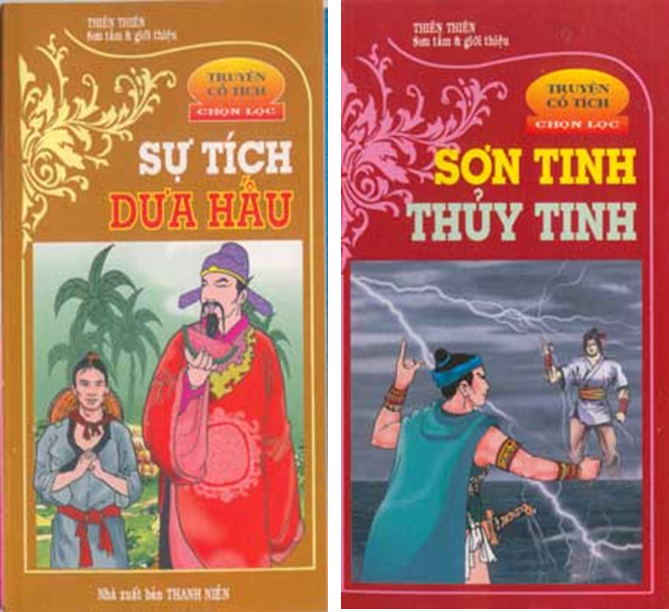 THIÊN THIÊN
Sưu tầm & giới thiệu
TRUYỆN
CỔ TÍCH
CHỌN LỌC
SỰ TÍCH
DƯA HẤU
Nhà xuất bản THANH NIÊN
THIÊN THIÊN
Sưu tầm & giới thiệu
TRUYỆN
CỔ TÍCH
CHỌN LỌC
SƠN TINH
THỦY TINH